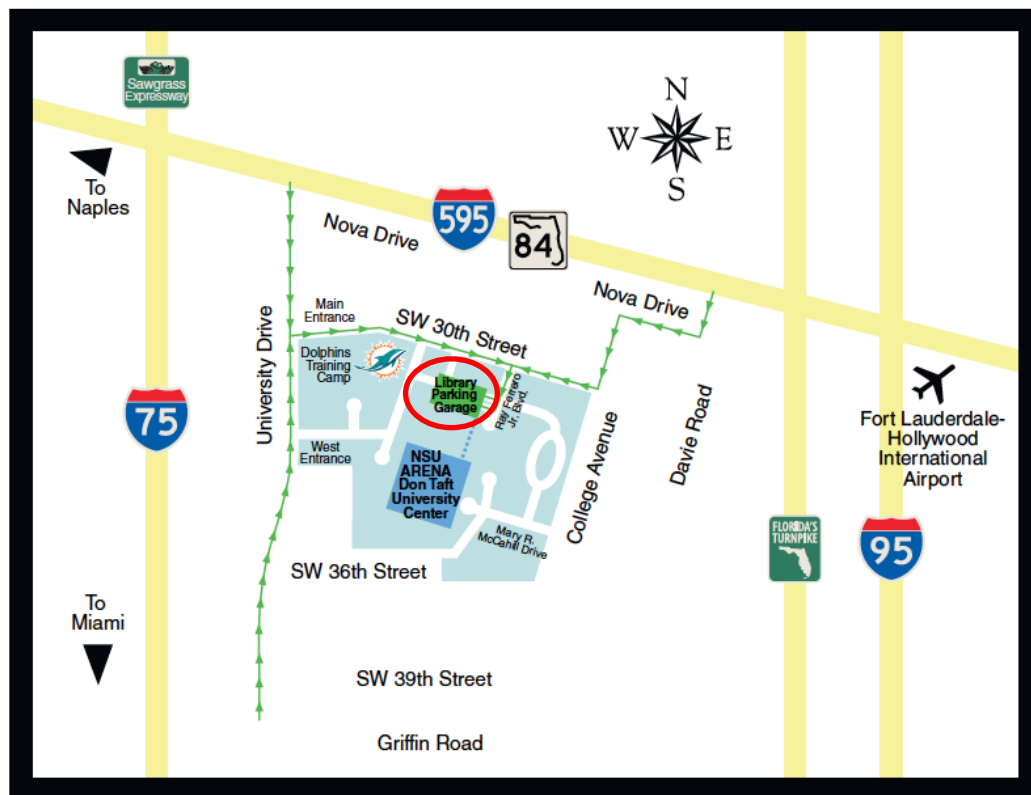 Sawgrass
Expressway
N
W
E
S
To
Naples
595
Nova Drive
84
Nova Drive
Main
Entrance
SW 30th Street
University Drive
Dolphins
Training
Camp
Library
Parking
Garage
Ray Ferrero
Jr. Blvd.
75
West
Entrance
NSU
ARENA
Don Taft
University
Center
College Avenue
Davie Road
Fort Lauderdale-
Hollywood
International
Airport
Mary R.
McCahill Drive
FLORIDA'S
TURNPIKE
95
SW 36th Street
To
Miami
SW 39th Street
Griffin Road